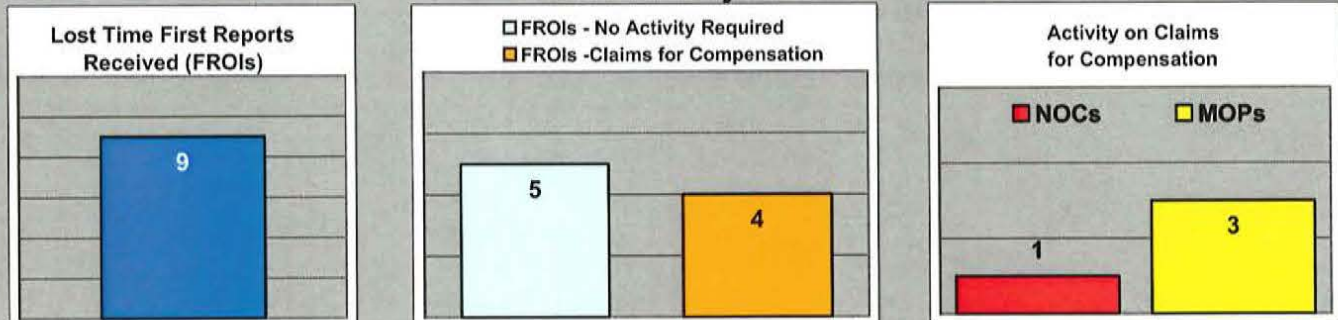 Lost Time First Reports
Received (FROIs)
9
FROIs - No Activity Required
FROIs -Claims for Compensation
5
4
Activity on Claims
for Compensation
NOCs MOPs
1
3